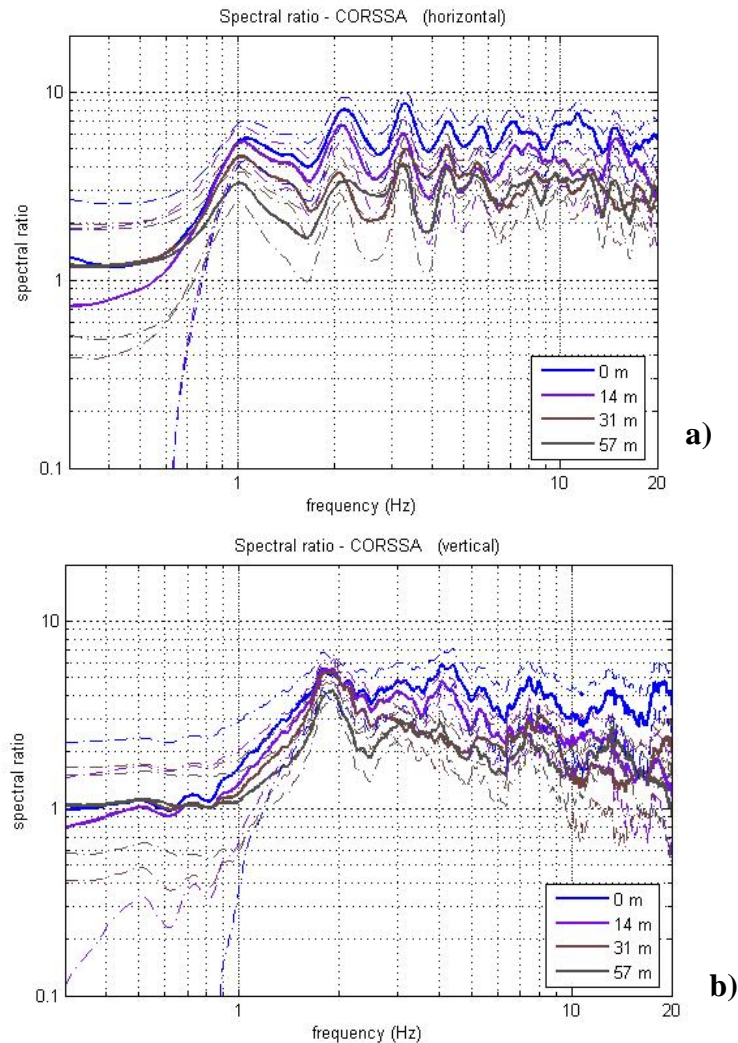 Spectral ratio - CORSSA (horizontal)
10
1
0.1
spectral ratio
0 m
14 m
31 m
57 m
1
10
20
frequency (Hz)
a)
Spectral ratio - CORSSA (vertical)
10
1
0.1
spectral ratio
0 m
14 m
31 m
57 m
1
10
20
frequency (Hz)
b)